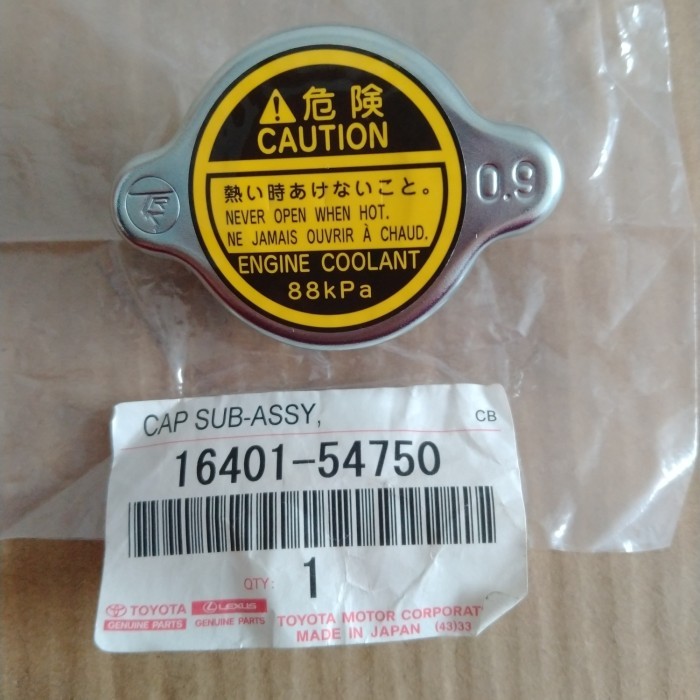 危険
CAUTION
熱い時あけないこと。
NEVER OPEN WHEN HOT.
NE JAMAIS OUVRIR À CHAUD.
ENGINE COOLANT
88kPa
0.9
CAP SUB-ASSY,
CB
16401-54750
QTY: 1
TOYOTA
GENUINE PARTS
LEXUS
GENUINE PARTS
TOYOTA MOTOR CORPORAT
MADE IN JAPAN (43)33